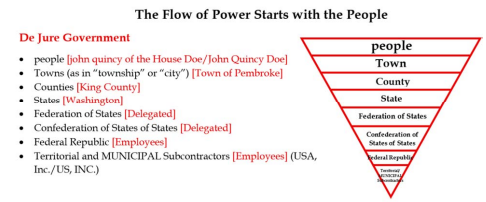 The Flow of Power Starts with the People
De Jure Government
• people [john quincy of the House Doe/John Quincy Doe]
• Towns (as in “township” or “city”) [Town of Pembroke]
• Counties [King County]
• States [Washington]
• Federation of States [Delegated]
• Confederation of States of States [Delegated]
• Federal Republic [Employees]
• Territorial and MUNICIPAL Subcontractors [Employees] (USA,
Inc./US, INC.)
people
Town
County
State
Federation of States
Confederation of
States of States
Federal Republic
Territorial/
MUNICIPAL
Subcontractors